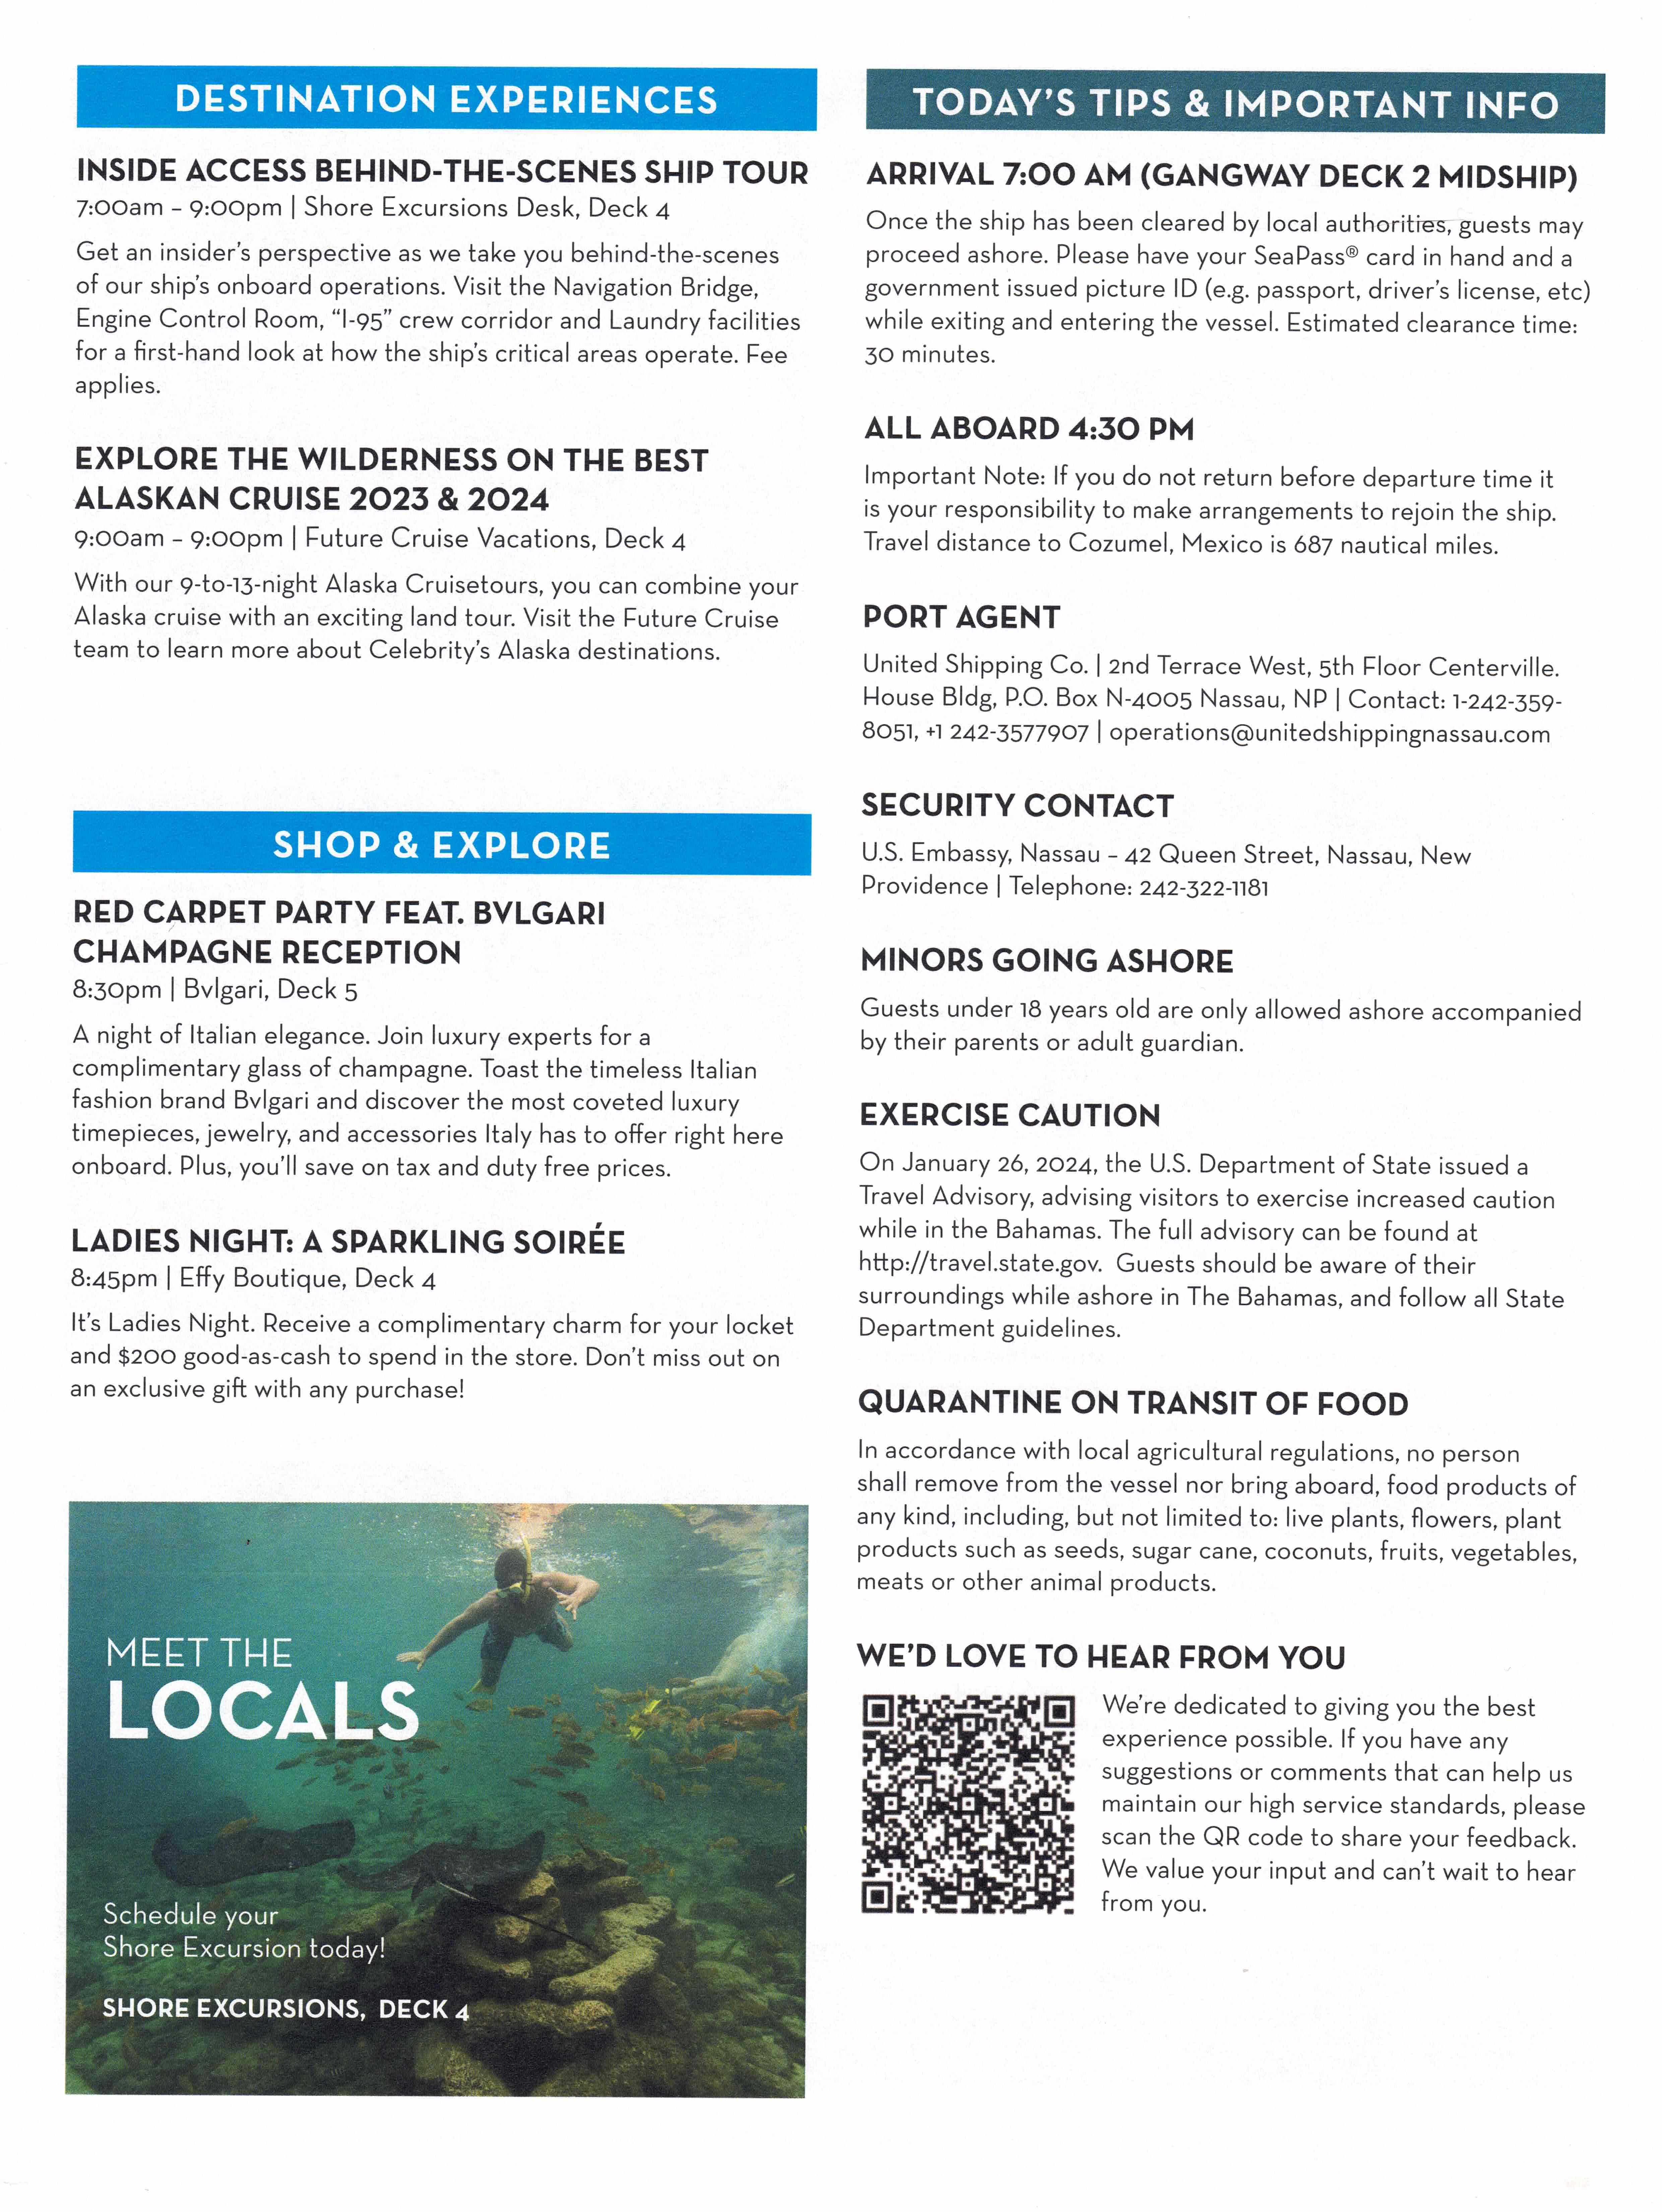 DESTINATION EXPERIENCES
INSIDE ACCESS BEHIND-THE-SCENES SHIP TOUR
7:00am – 9:00pm | Shore Excursions Desk, Deck 4
Get an insider's perspective as we take you behind-the-scenes
of our ship's onboard operations. Visit the Navigation Bridge,
Engine Control Room, “I-95” crew corridor and Laundry facilities
for a first-hand look at how the ship's critical areas operate. Fee
applies.
EXPLORE THE WILDERNESS ON THE BEST
ALASKAN CRUISE 2023 & 2024
9:00am – 9:00pm | Future Cruise Vacations, Deck 4
With our 9-to-13-night Alaska Cruisetours, you can combine your
Alaska cruise with an exciting land tour. Visit the Future Cruise
team to learn more about Celebrity's Alaska destinations.
SHOP & EXPLORE
RED CARPET PARTY FEAT. BVLGARI
CHAMPAGNE RECEPTION
8:30pm | Bvlgari, Deck 5
A night of Italian elegance. Join luxury experts for a
complimentary glass of champagne. Toast the timeless Italian
fashion brand Bvlgari and discover the most coveted luxury
timepieces, jewelry, and accessories Italy has to offer right here
onboard. Plus, you'll save on tax and duty free prices.
LADIES NIGHT: A SPARKLING SOIRÉE
8:45pm | Effy Boutique, Deck 4
It's Ladies Night. Receive a complimentary charm for your locket
and $200 good-as-cash to spend in the store. Don't miss out on
an exclusive gift with any purchase!
MEET THE
LOCALS
Schedule your
Shore Excursion today!
SHORE EXCURSIONS, DECK 4
TODAY'S TIPS & IMPORTANT INFO
ARRIVAL 7:00 AM (GANGWAY DECK 2 MIDSHIP)
Once the ship has been cleared by local authorities, guests may
proceed ashore. Please have your SeaPass® card in hand and a
government issued picture ID (e.g. passport, driver's license, etc)
while exiting and entering the vessel. Estimated clearance time:
30 minutes.
ALL ABOARD 4:30 PM
Important Note: If you do not return before departure time it
is your responsibility to make arrangements to rejoin the ship.
Travel distance to Cozumel, Mexico is 687 nautical miles.
PORT AGENT
United Shipping Co. | 2nd Terrace West, 5th Floor Centerville.
House Bldg, P.O. Box N-4005 Nassau, NP | Contact: 1-242-359-
8051, +1 242-3577907 | operations@unitedshippingnassau.com
SECURITY CONTACT
U.S. Embassy, Nassau – 42 Queen Street, Nassau, New
Providence | Telephone: 242-322-1181
MINORS GOING ASHORE
Guests under 18 years old are only allowed ashore accompanied
by their parents or adult guardian.
EXERCISE CAUTION
On January 26, 2024, the U.S. Department of State issued a
Travel Advisory, advising visitors to exercise increased caution
while in the Bahamas. The full advisory can be found at
http://travel.state.gov. Guests should be aware of their
surroundings while ashore in The Bahamas, and follow all State
Department guidelines.
QUARANTINE ON TRANSIT OF FOOD
In accordance with local agricultural regulations, no person
shall remove from the vessel nor bring aboard, food products of
any kind, including, but not limited to: live plants, flowers, plant
products such as seeds, sugar cane, coconuts, fruits, vegetables,
meats or other animal products.
WE'D LOVE TO HEAR FROM YOU
We're dedicated to giving you the best
experience possible. If you have any
suggestions or comments that can help us
maintain our high service standards, please
scan the QR code to share your feedback.
We value your input and can't wait to hear
from you.